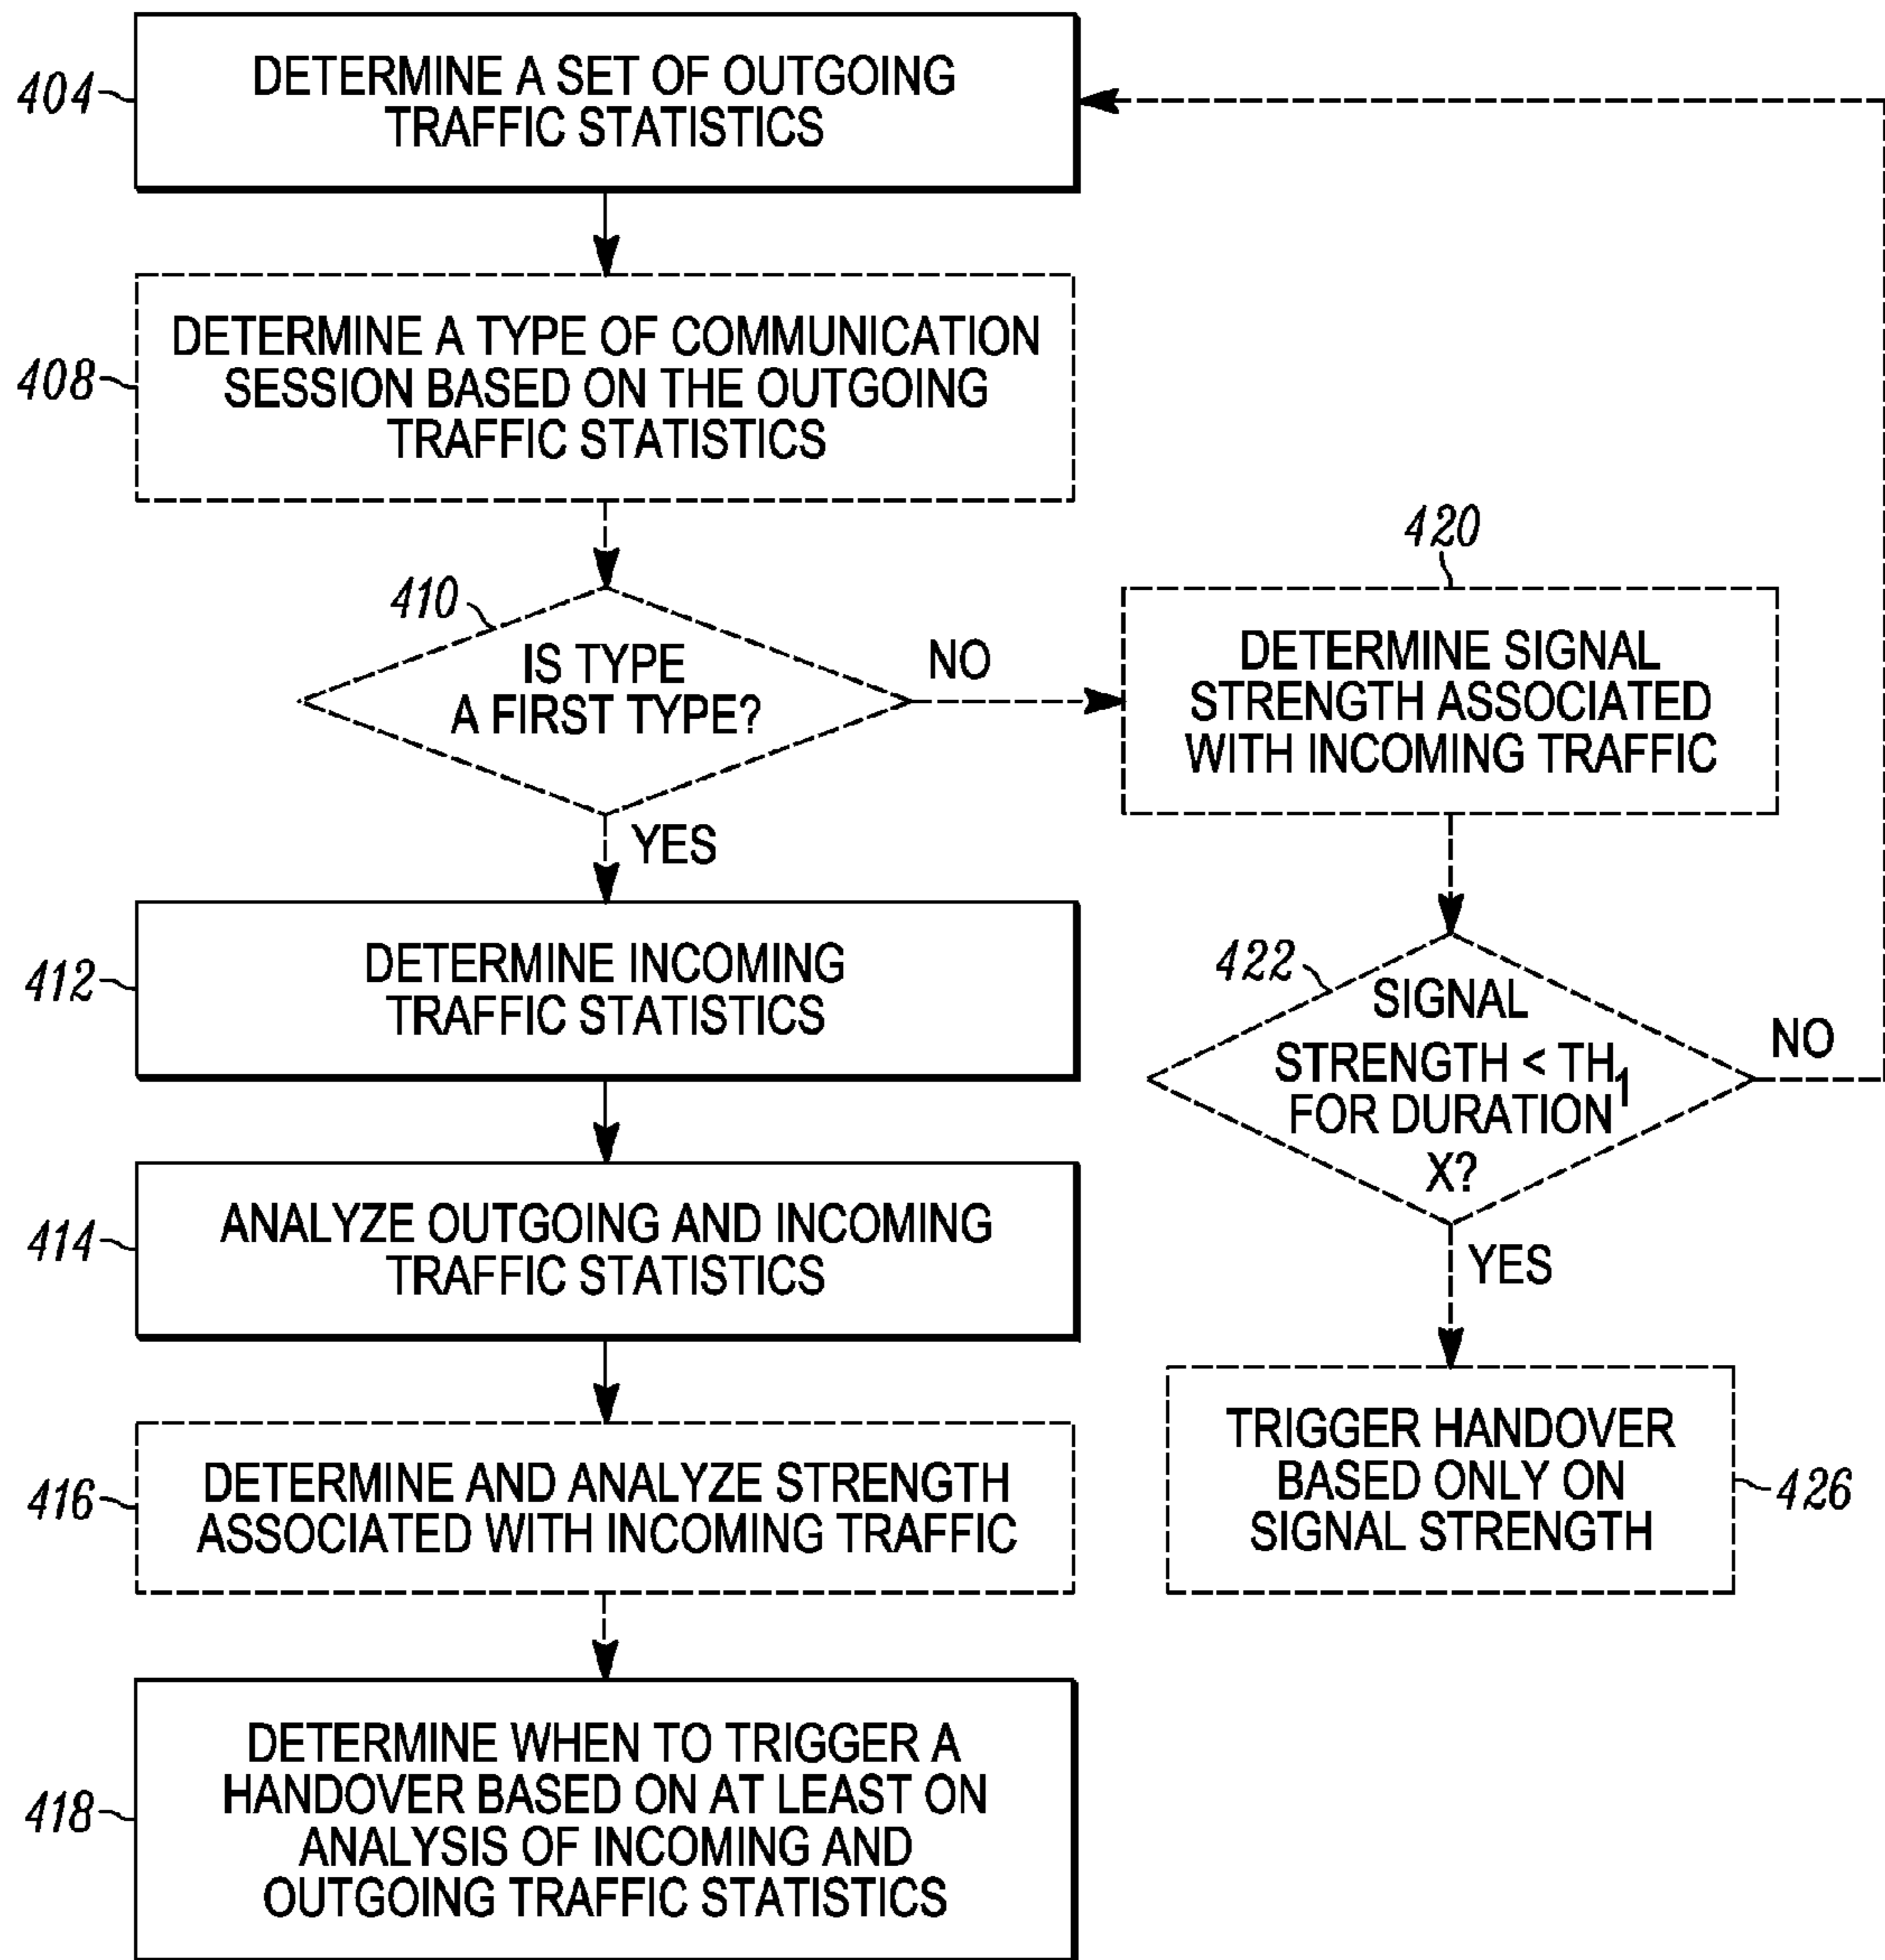 404
DETERMINE A SET OF OUTGOING
TRAFFIC STATISTICS
408
DETERMINE A TYPE OF COMMUNICATION
SESSION BASED ON THE OUTGOING
TRAFFIC STATISTICS
410
IS TYPE
A FIRST TYPE?
NO
YES
420
DETERMINE SIGNAL
STRENGTH ASSOCIATED
WITH INCOMING TRAFFIC
412
DETERMINE INCOMING
TRAFFIC STATISTICS
422
SIGNAL
STRENGTH < TH1
FOR DURATION
X?
NO
YES
414
ANALYZE OUTGOING AND INCOMING
TRAFFIC STATISTICS
416
DETERMINE AND ANALYZE STRENGTH
ASSOCIATED WITH INCOMING TRAFFIC
TRIGGER HANDOVER
BASED ONLY ON
SIGNAL STRENGTH
426
418
DETERMINE WHEN TO TRIGGER A
HANDOVER BASED ON AT LEAST ON
ANALYSIS OF INCOMING AND
OUTGOING TRAFFIC STATISTICS